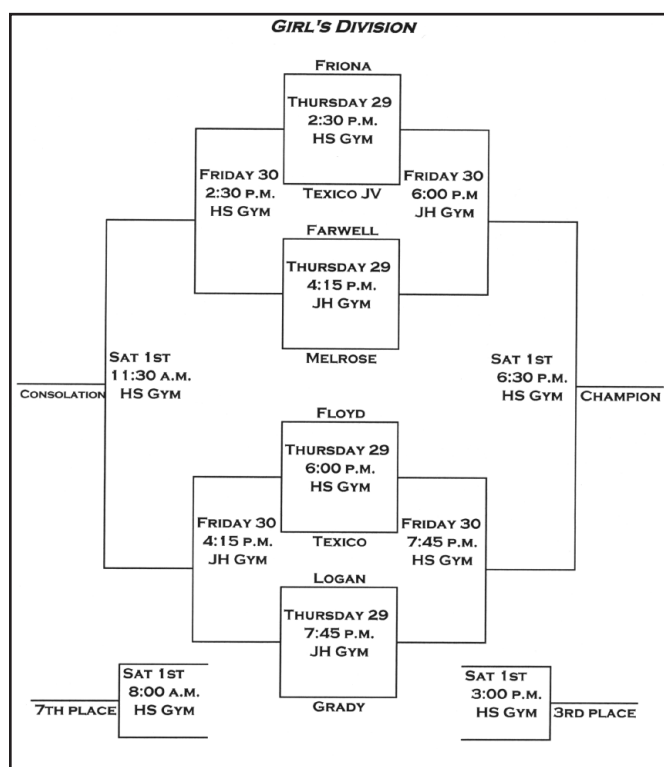 GIRL'S DIVISION
FRIONA
THURSDAY 29
2:30 P.M.
HS GYM
TEXICO JV
FRIDAY 30
2:30 P.M.
HS GYM
FRIDAY 30
6:00 P.M
JH GYM
FARWELL
THURSDAY 29
4:15 P.M.
JH GYM
MELROSE
SAT 1ST
11:30 A.M.
HS GYM
CONSOLATION
SAT 1ST
6:30 P.M.
HS GYM
CHAMPION
FLOYD
THURSDAY 29
6:00 P.M.
HS GYM
TEXICO
FRIDAY 30
4:15 P.M.
JH GYM
FRIDAY 30
7:45 P.M.
HS GYM
LOGAN
THURSDAY 29
7:45 P.M.
JH GYM
GRADY
SAT 1ST
8:00 A.M.
HS GYM
7TH PLACE
SAT 1ST
3:00 P.M.
HS GYM
3RD PLACE